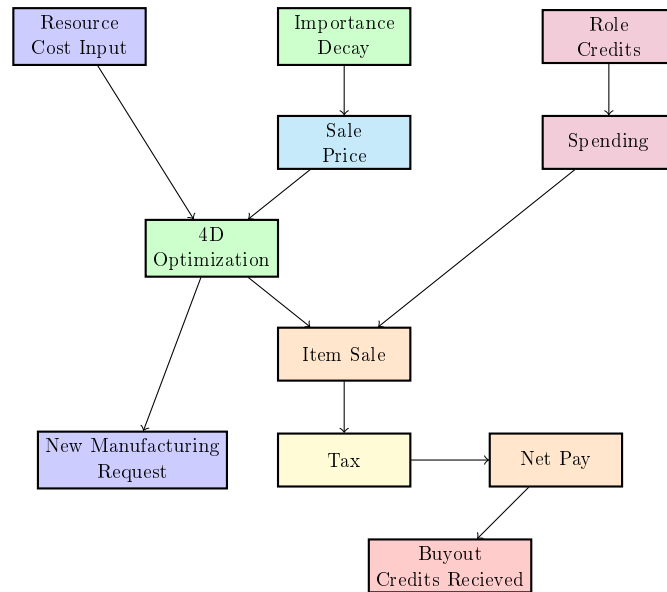 Resource
Cost Input
Importance
Decay
Role
Credits
Sale
Price
Spending
4D
Optimization
Item Sale
New Manufacturing
Request
Tax
Net Pay
Buyout
Credits Recieved